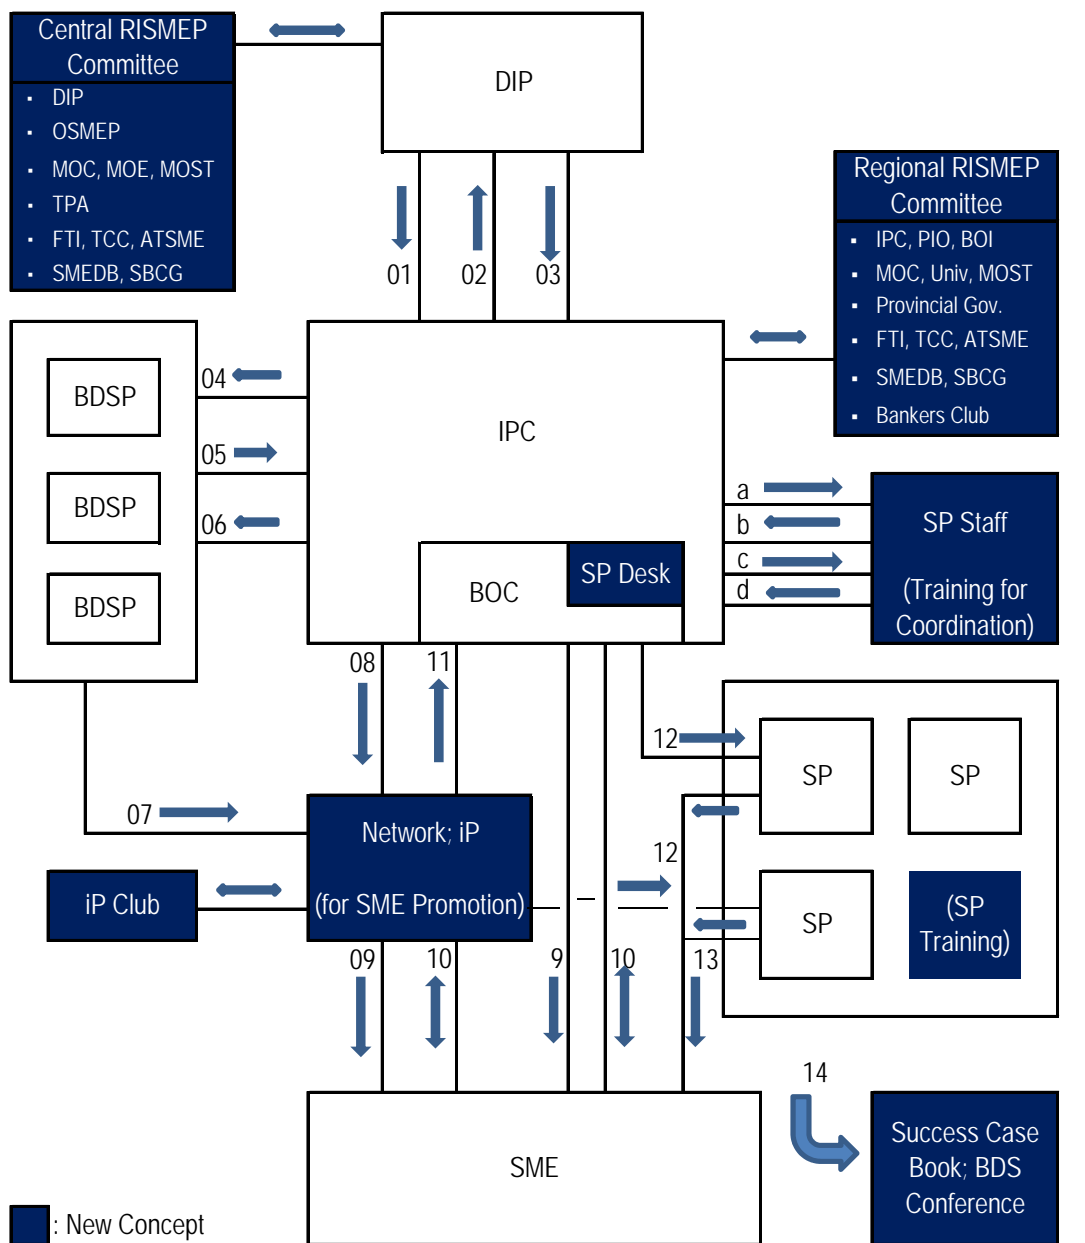 Central RISMEP
Committee
▪ DIP
▪ OSMEP
▪ MOC, MOE, MOST
▪ TPA
▪ FTI, TCC, ATSME
▪ SMEDB, SBCG
DIP
Regional RISMEP
Committee
▪ IPC, PIO, BOI
▪ MOC, Univ, MOST
▪ Provincial Gov.
▪ FTI, TCC, ATSME
▪ SMEDB, SBCG
▪ Bankers Club
01
02
03
BDSP
BDSP
BDSP
04
05
06
IPC
BOC
SP Desk
a
b
c
d
SP Staff
(Training for
Coordination)
08
11
12
SP
SP
07
Network; iP
(for SME Promotion)
12
iP Club
SP
(SP
Training)
09
10
9
10
13
14
SME
Success Case
Book; BDS
Conference
: New Concept